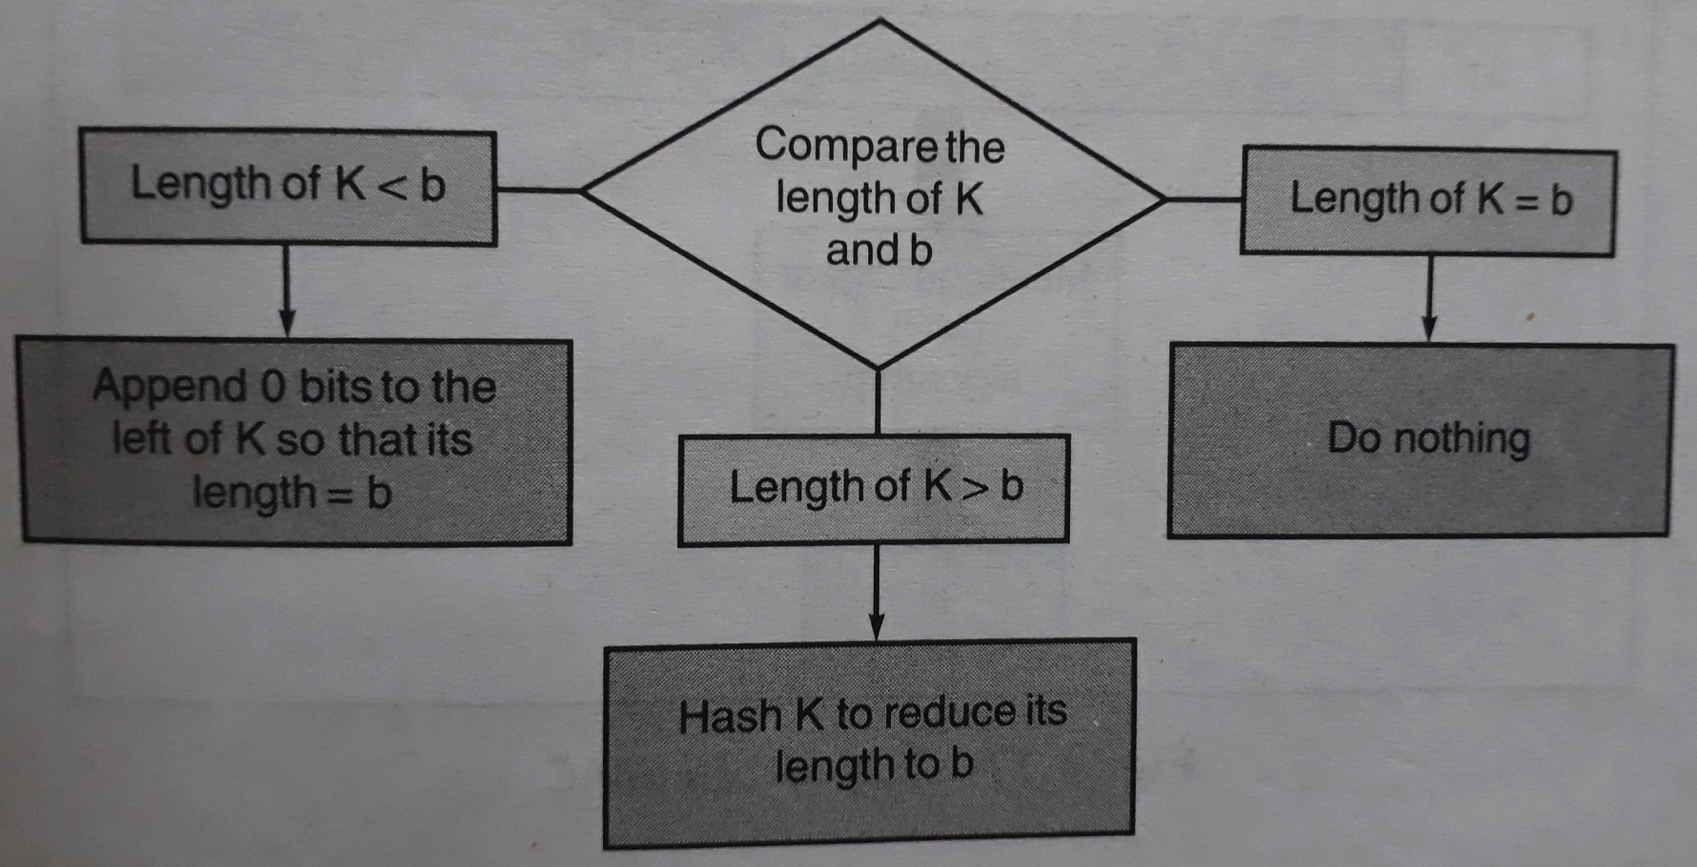 Compare the
length of K
and b
Length of K < b
Length of K = b
Append 0 bits to the
left of K so that its
length = b
Length of K > b
Do nothing
Hash K to reduce its
length to b